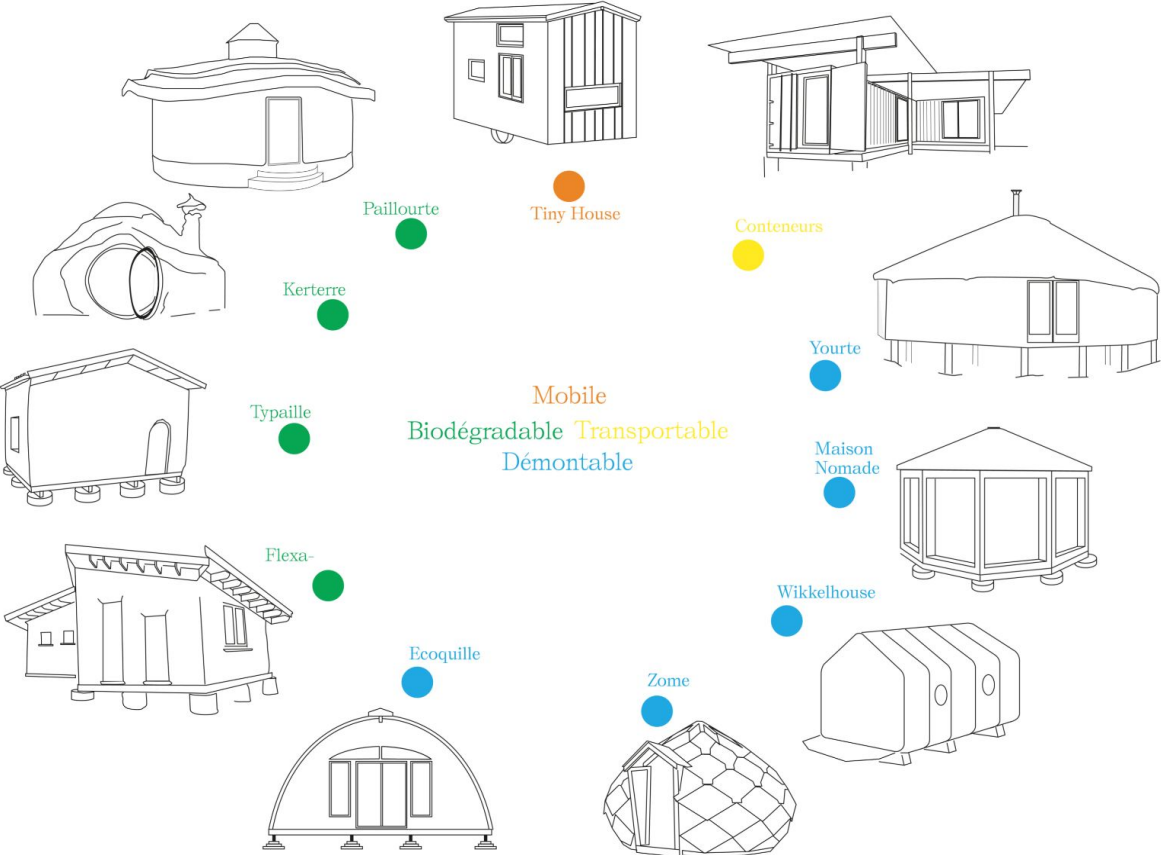 Tiny House
Paillourte
Conteneurs
Kerterre
Yourte
Mobile
Typaille
Biodégradable Transportable
Maison
Nomade
Démontable
Flexa-
Wikkelhouse
Ecoquille
Zome